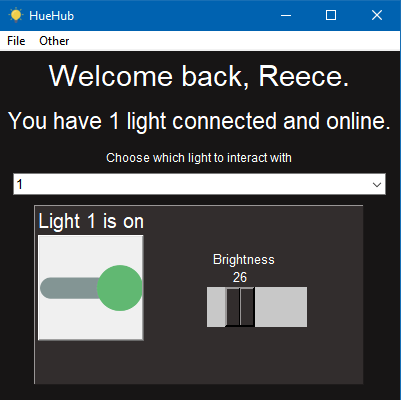 HueHub
File Other
Welcome back, Reece.
You have 1 light connected and online.
Choose which light to interact with
1
Light 1 is on
Brightness
26